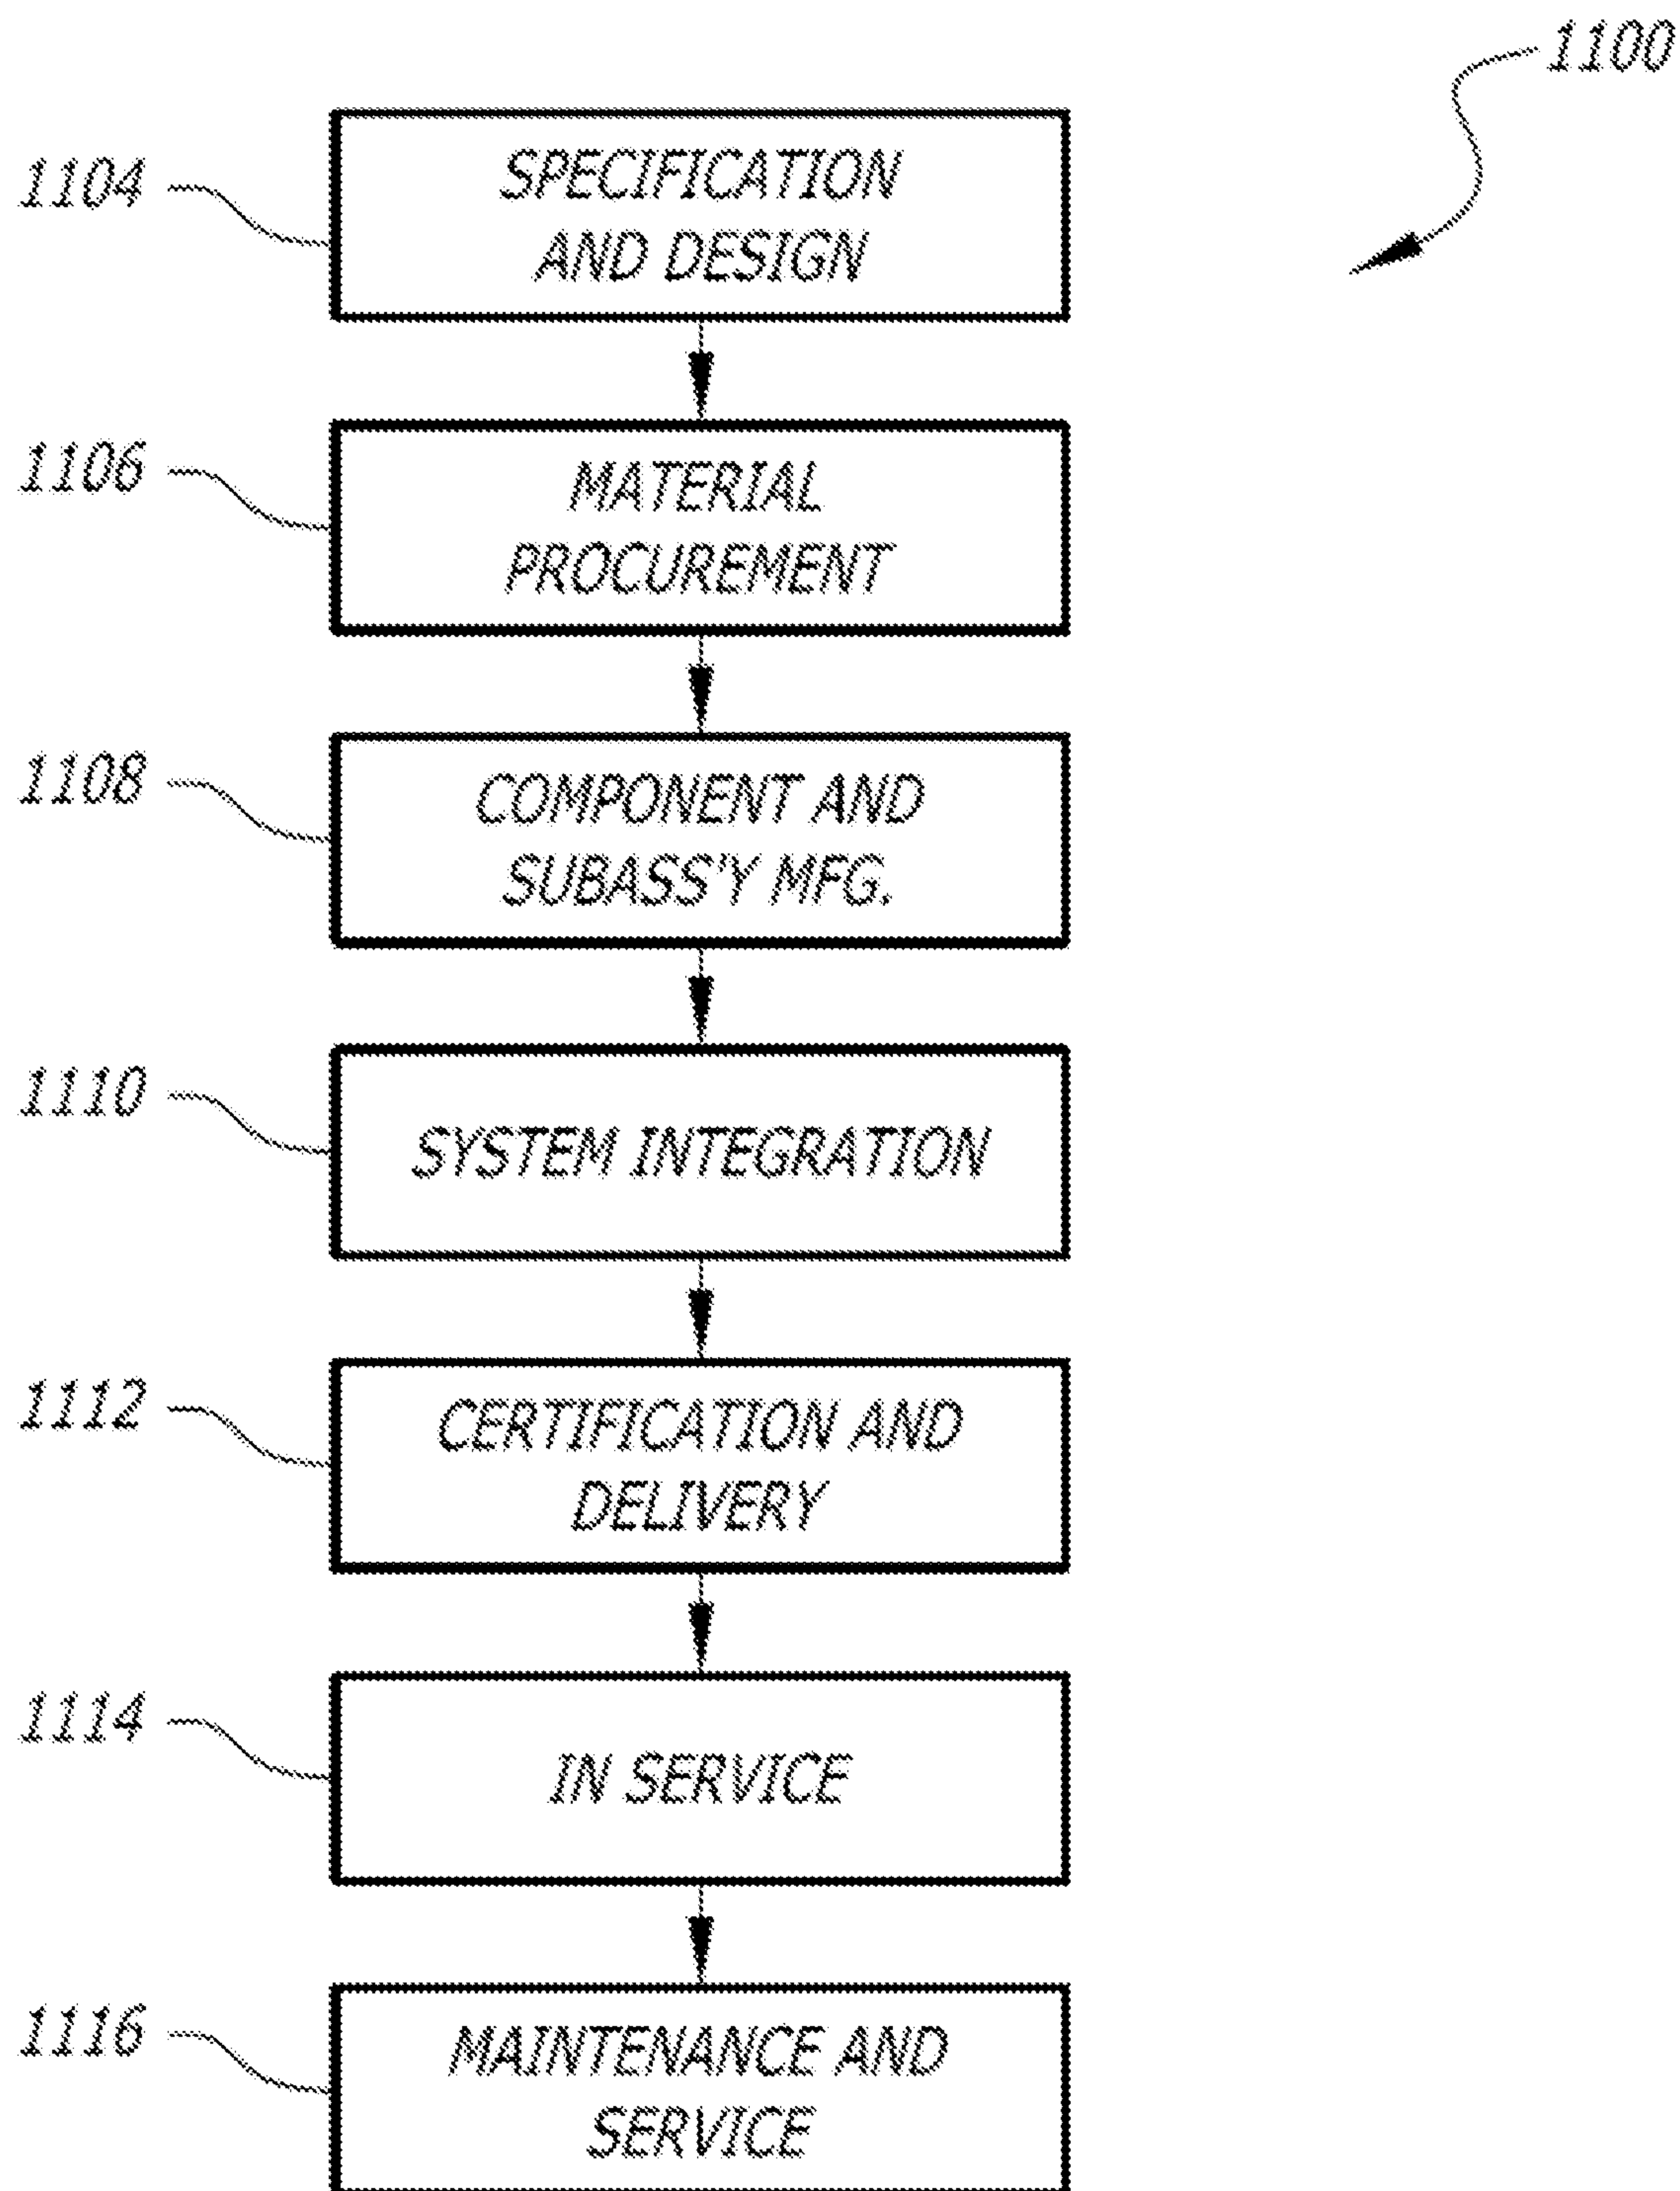 1100
1104
SPECIFICATION
AND DESIGN
1106
MATERIAL
PROCUREMENT
1108
COMPONENT AND
SUBASS'Y MFG.
1110
SYSTEM INTEGRATION
1112
CERTIFICATION AND
DELIVERY
1114
IN SERVICE
1116
MAINTENANCE AND
SERVICE